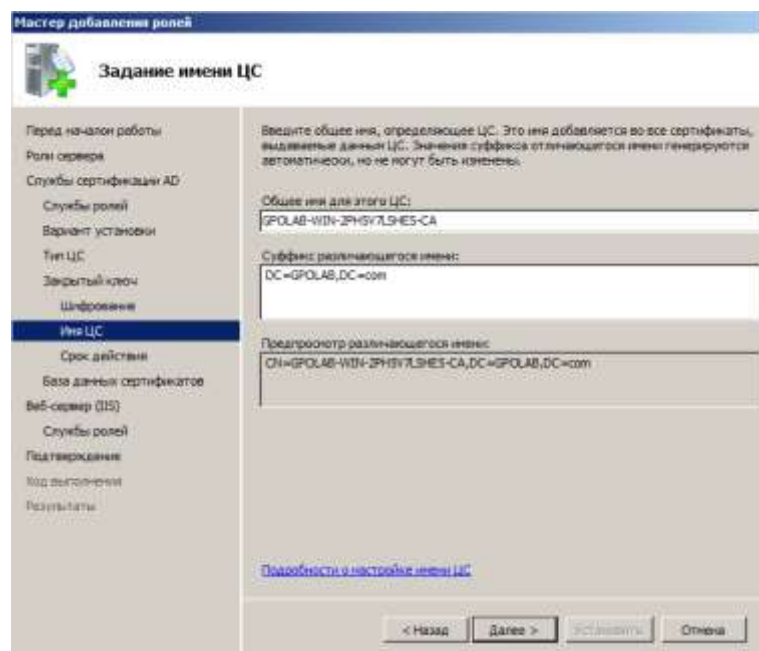 Мастер добавления ролей
Задание имени ЦС
Перед началом работы
Роли сервера
Службы сертификации AD
Службы ролей
Вариант установки
Тип ЦС
Закрытый ключ
Шифрование
Имя ЦС
Срок действия
База данных сертификатов
Веб-сервер (IIS)
Службы ролей
Подтверждение
Ход выполнения
Результаты
Введите общее имя, определяющее ЦС. Это имя добавляется во все сертификаты,
выдаваемые данным ЦС. Значения суффиксов отличающегося имени генерируются
автоматически, но не могут быть изменены.
Общее имя для этого ЦС:
GPOLAB-WIN-2PHSV7LSHES-CA
Суффикс различающегося имени:
DC=GPOLAB,DC=com
Предпросмотр различающегося имени:
CN=GPOLAB-WIN-2PHSV7LSHES-CA,DC=GPOLAB,DC=com
Подробности о настройке имени ЦС
< Назад
Далее >
Установить
Отмена